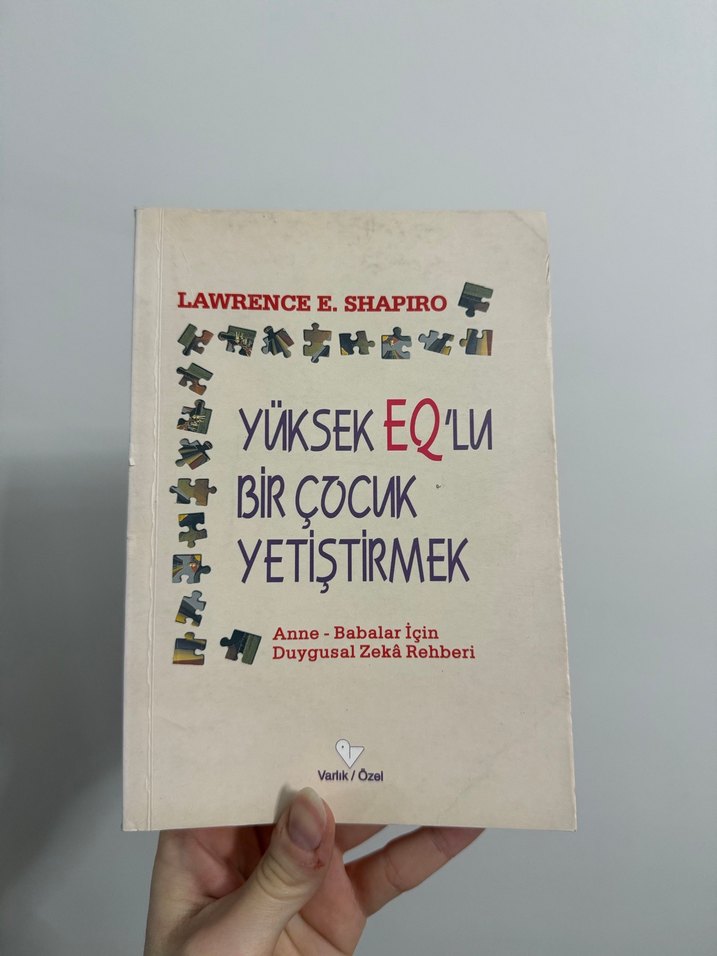 LAWRENCE E. SHAPIRO
YÜKSEK EQ'LU
BİR ÇOCUK
YETİŞTİRMEK
Anne - Babalar İçin
Duygusal Zekâ Rehberi
Varlık / Özel